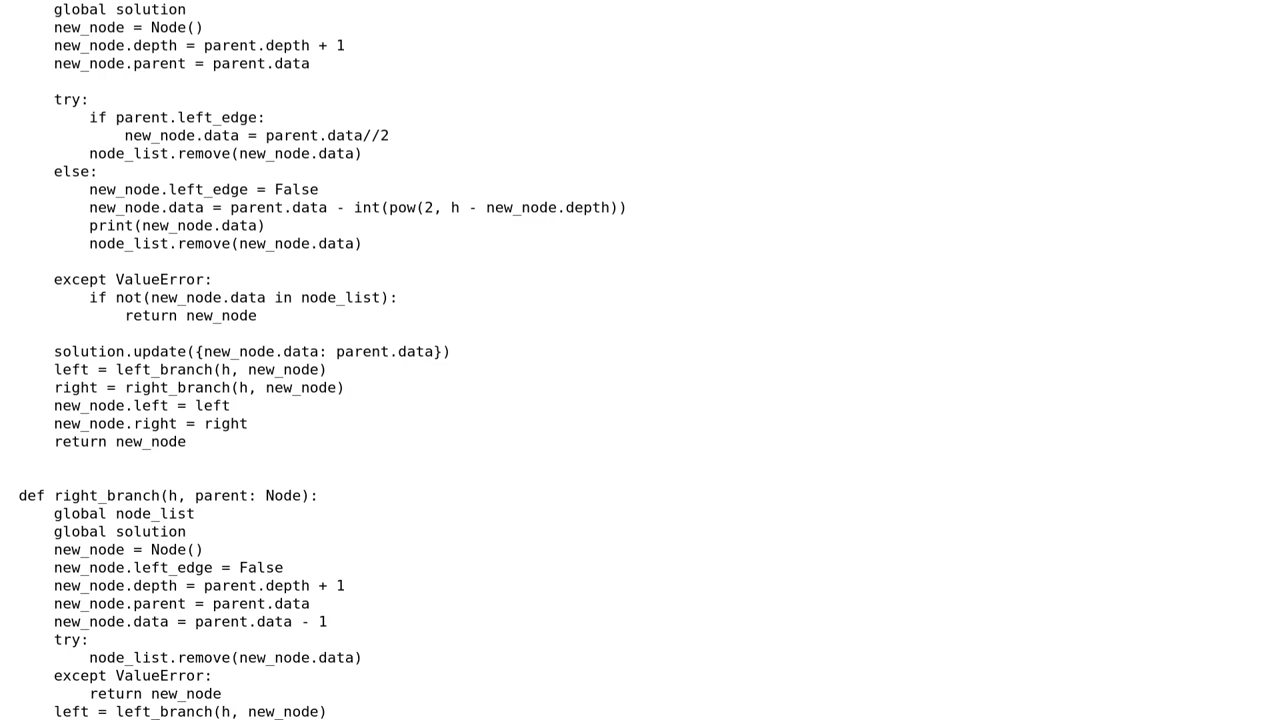 global solution
    new_node = Node()
    new_node.depth = parent.depth + 1
    new_node.parent = parent.data

    try:
        if parent.left_edge:
            new_node.data = parent.data//2
        node_list.remove(new_node.data)
    else:
        new_node.left_edge = False
        new_node.data = parent.data - int(pow(2, h - new_node.depth))
        print(new_node.data)
        node_list.remove(new_node.data)

    except ValueError:
        if not(new_node.data in node_list):
            return new_node

    solution.update({new_node.data: parent.data})
    left = left_branch(h, new_node)
    right = right_branch(h, new_node)
    new_node.left = left
    new_node.right = right
    return new_node


def right_branch(h, parent: Node):
    global node_list
    global solution
    new_node = Node()
    new_node.left_edge = False
    new_node.depth = parent.depth + 1
    new_node.parent = parent.data
    new_node.data = parent.data - 1
    try:
        node_list.remove(new_node.data)
    except ValueError:
        return new_node
    left = left_branch(h, new_node)